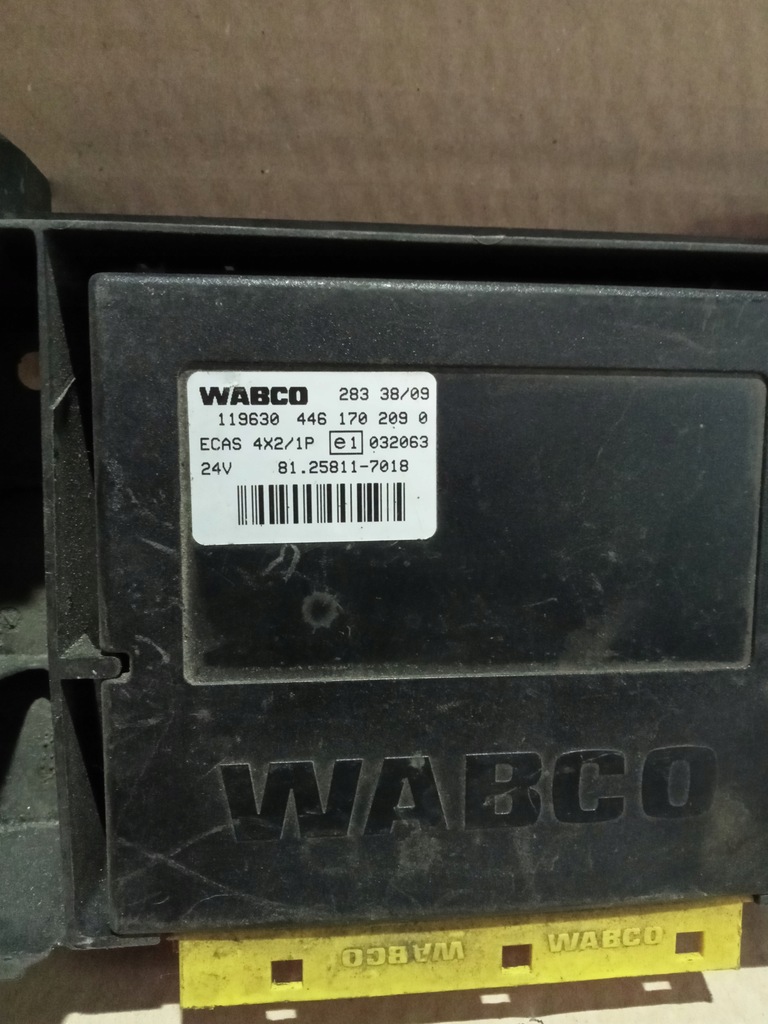 WABCO 283 38/09
119630 446 170 209 0
ECAS 4X2/1P e1 032063
24V 81.25811-7018
WABCO
WABCO WABCO